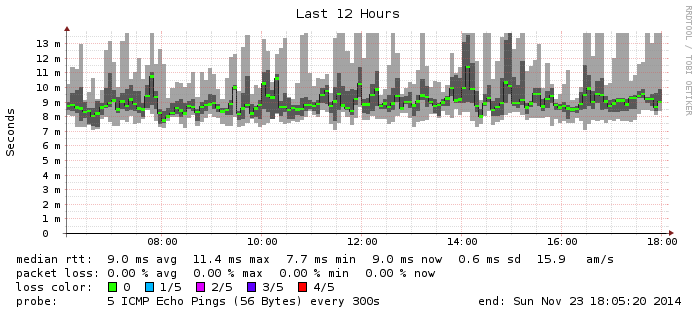 Last 12 Hours
RRDTOOL / TOBI OETIKER
Seconds
13 m
12 m
11 m
10 m
9 m
8 m
7 m
6 m
5 m
4 m
3 m
2 m
1 m
0
08:00 10:00 12:00 14:00 16:00 18:00
median rtt: 9.0 ms avg 11.4 ms max 7.7 ms min 9.0 ms now 0.6 ms sd 15.9 am/s
packet loss: 0.00 % avg 0.00 % max 0.00 % min 0.00 % now
loss color: 0 1/5 2/5 3/5 4/5
probe: 5 ICMP Echo Pings (56 Bytes) every 300s end: Sun Nov 23 18:05:20 2014